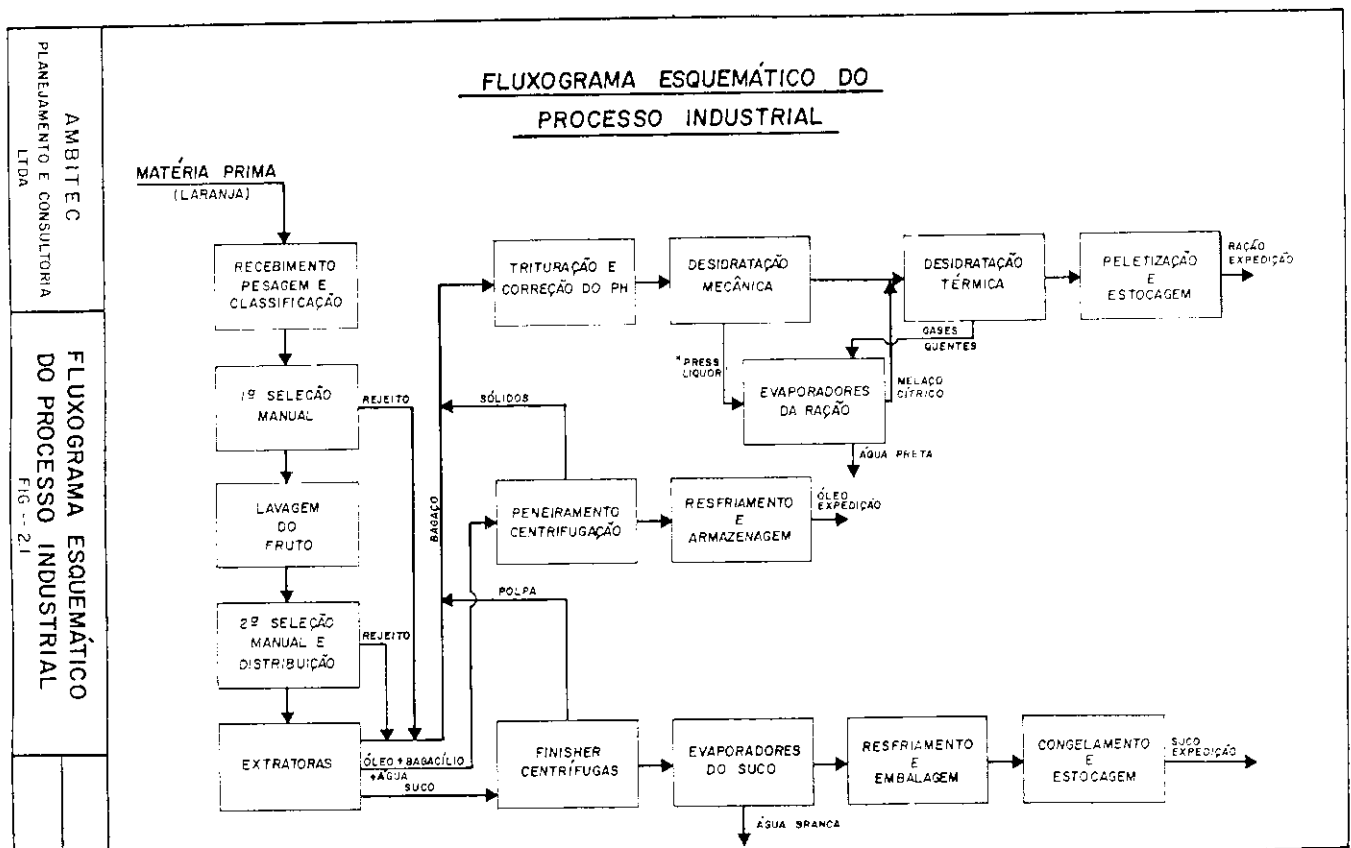 AMBITEC
PLANEJAMENTO E CONSULTORIA
LTDA
FLUXOGRAMA ESQUEMÁTICO
DO PROCESSO INDUSTRIAL
FIG - 2.1
FLUXOGRAMA ESQUEMÁTICO DO
PROCESSO INDUSTRIAL
MATÉRIA PRIMA
(LARANJA)
RECEBIMENTO
PESAGEM E
CLASSIFICAÇÃO
TRITURAÇÃO E
CORREÇÃO DO PH
DESIDRATAÇÃO
MECÂNICA
DESIDRATAÇÃO
TÉRMICA
PELETIZAÇÃO
E
ESTOCAGEM
RAÇÃO
EXPEDIÇÃO
GASES
QUENTES
"PRESS
LIQUOR
EVAPORADORES
DA RAÇÃO
MELAÇO
CÍTRICO
ÁGUA PRETA
1ª SELEÇÃO
MANUAL
REJEITO
SÓLIDOS
BAGAÇO
LAVAGEM
DO
FRUTO
PENEIRAMENTO
CENTRIFUGAÇÃO
RESFRIAMENTO
E
ARMAZENAGEM
ÓLEO
EXPEDIÇÃO
POLPA
2ª SELEÇÃO
MANUAL E
DISTRIBUIÇÃO
REJEITO
EXTRATORAS
ÓLEO + BAGACÍLIO
+ÁGUA
SUCO
FINISHER
CENTRÍFUGAS
EVAPORADORES
DO SUCO
RESFRIAMENTO
E
EMBALAGEM
CONGELAMENTO
E
ESTOCAGEM
SUCO
EXPEDIÇÃO
ÁGUA BRANCA